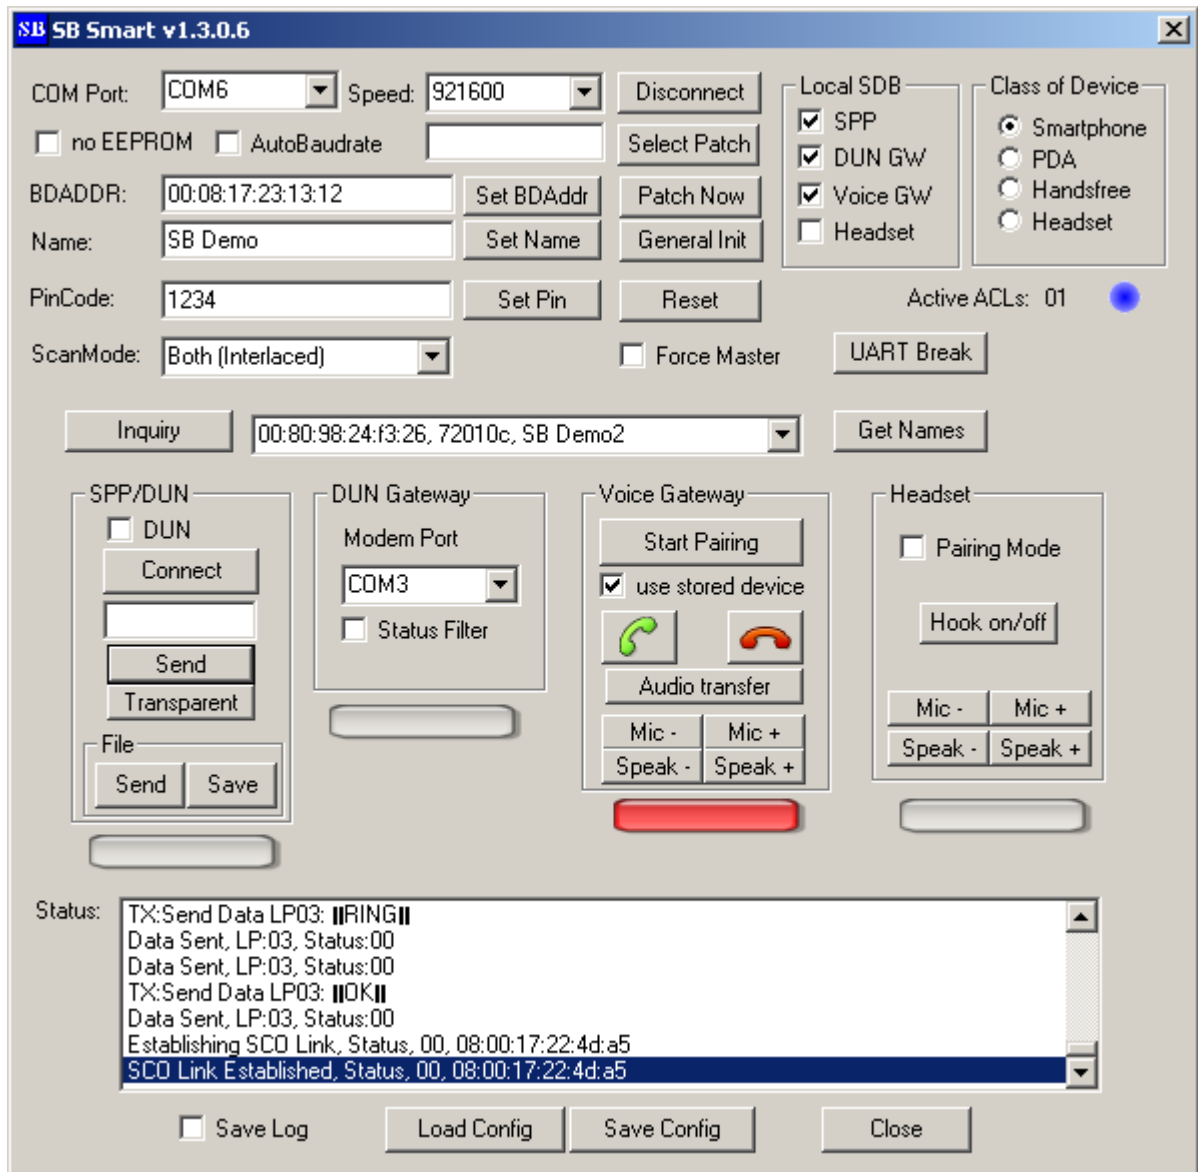 SB SB Smart v1.3.0.6
COM Port: COM6 Speed: 921600 Disconnect
no EEPROM AutoBaudrate Select Patch
BDADDR: 00:08:17:23:13:12 Set BDAddr Patch Now
Name: SB Demo Set Name General Init
Local SDB
SPP
DUN GW
Voice GW
Headset
Class of Device
Smartphone
PDA
Handsfree
Headset
PinCode: 1234 Set Pin Reset Active ACLs: 01
ScanMode: Both (Interlaced) Force Master UART Break
Inquiry 00:80:98:24:f3:26, 72010c, SB Demo2 Get Names
SPP/DUN
DUN
Connect
Send
Transparent
File
Send Save
DUN Gateway
Modem Port
COM3
Status Filter
Voice Gateway
Start Pairing
use stored device
Audio transfer
Mic - Mic +
Speak - Speak +
Headset
Pairing Mode
Hook on/off
Mic - Mic +
Speak - Speak +
Status:
TX:Send Data LP03: ||RING||
Data Sent, LP:03, Status:00
Data Sent, LP:03, Status:00
TX:Send Data LP03: ||OK||
Data Sent, LP:03, Status:00
Establishing SCO Link, Status, 00, 08:00:17:22:4d:a5
SCO Link Established, Status, 00, 08:00:17:22:4d:a5
Save Log Load Config Save Config Close